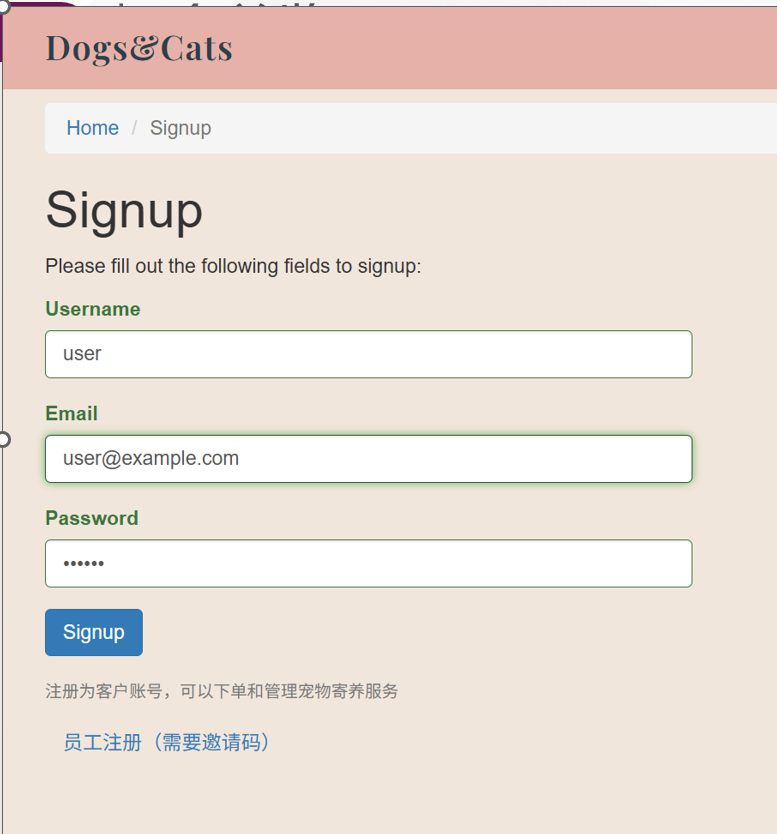 Dogs&Cats
Home / Signup
Signup
Please fill out the following fields to signup:
Username
user
Email
user@example.com
Password
••••••
Signup
注册为客户账号，可以下单和管理宠物寄养服务
员工注册（需要邀请码）